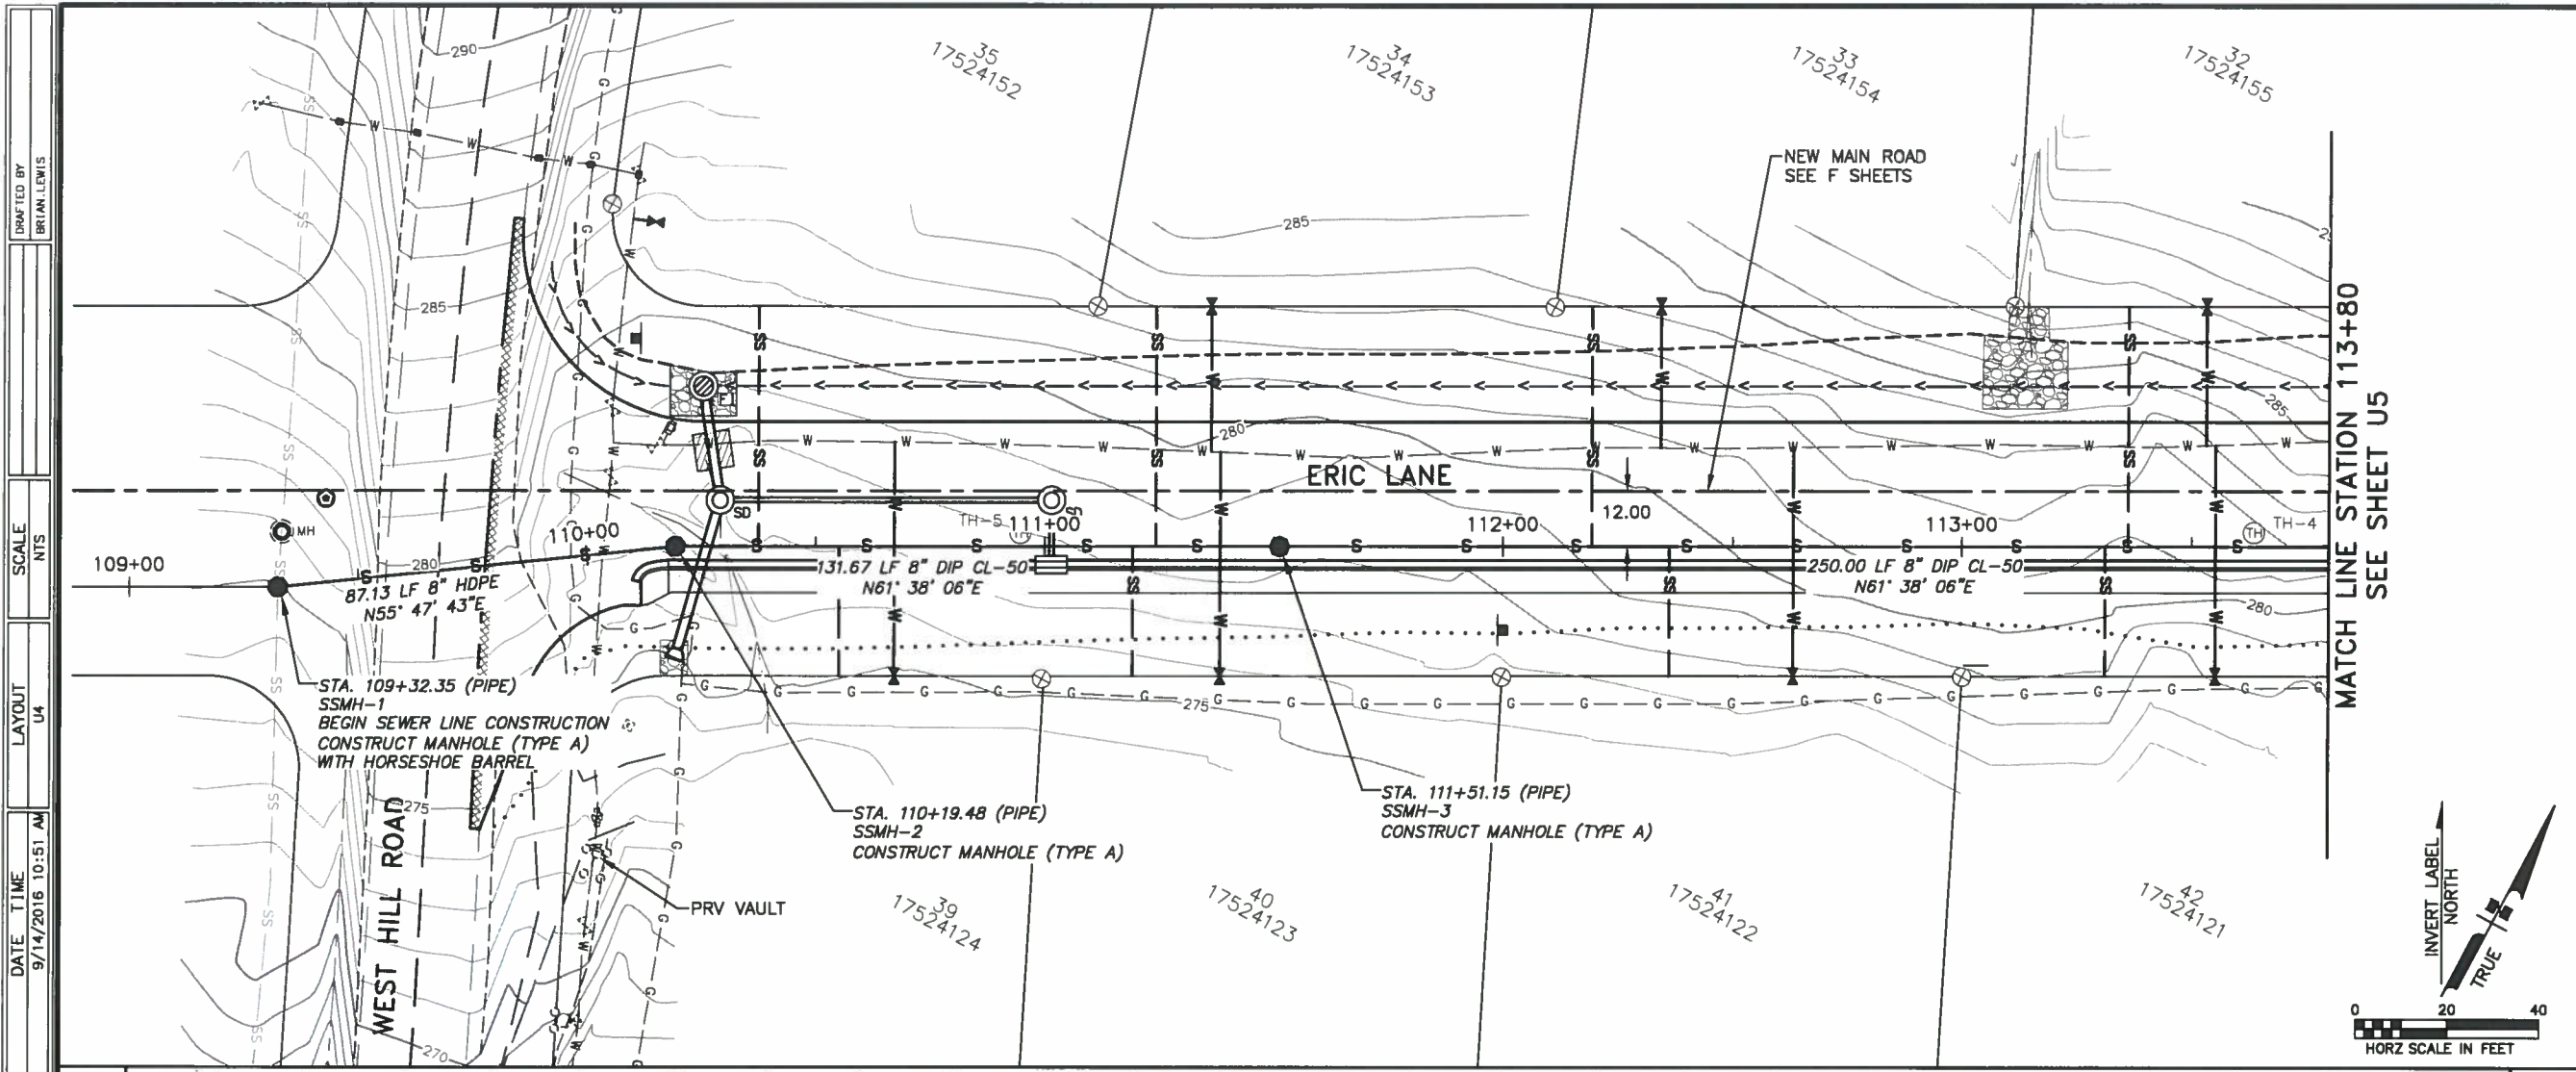 DRAFTED BY
BRIAN.LEWIS
SCALE
NTS
LAYOUT
U4
DATE TIME
9/14/2016 10:51 AM
290
35
17524152
34
17524153
33
17524154
32
17524155
NEW MAIN ROAD
SEE F SHEETS
285
285
280
285
ERIC LANE
MATCH LINE STATION 113+80
SEE SHEET U5
SD
MH
TH-5
TH
TH-4
109+00
110+00
111+00
112+00
12.00
113+00
280
87.13 LF 8" HDPE
N55° 47' 43"E
131.67 LF 8" DIP CL-50
N61° 38' 06"E
250.00 LF 8" DIP CL-50
N61° 38' 06"E
280
STA. 109+32.35 (PIPE)
SSMH-1
BEGIN SEWER LINE CONSTRUCTION
CONSTRUCT MANHOLE (TYPE A)
WITH HORSESHOE BARREL
275
275
STA. 110+19.48 (PIPE)
SSMH-2
CONSTRUCT MANHOLE (TYPE A)
STA. 111+51.15 (PIPE)
SSMH-3
CONSTRUCT MANHOLE (TYPE A)
WEST HILL ROAD
PRV VAULT
39
17524124
40
17524123
41
17524122
42
17524121
270
INVERT LABEL
NORTH
TRUE
0 20 40
HORZ SCALE IN FEET